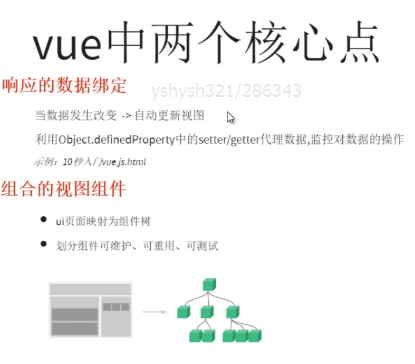 vue中两个核心点
响应的数据绑定
yshysh321/286343
当数据发生改变 -> 自动更新视图
利用Object.definedProperty中的setter/getter代理数据,监控对数据的操作
示例：10秒入门vue.js.html
组合的视图组件
ui页面映射为组件树
划分组件可维护、可重用、可测试